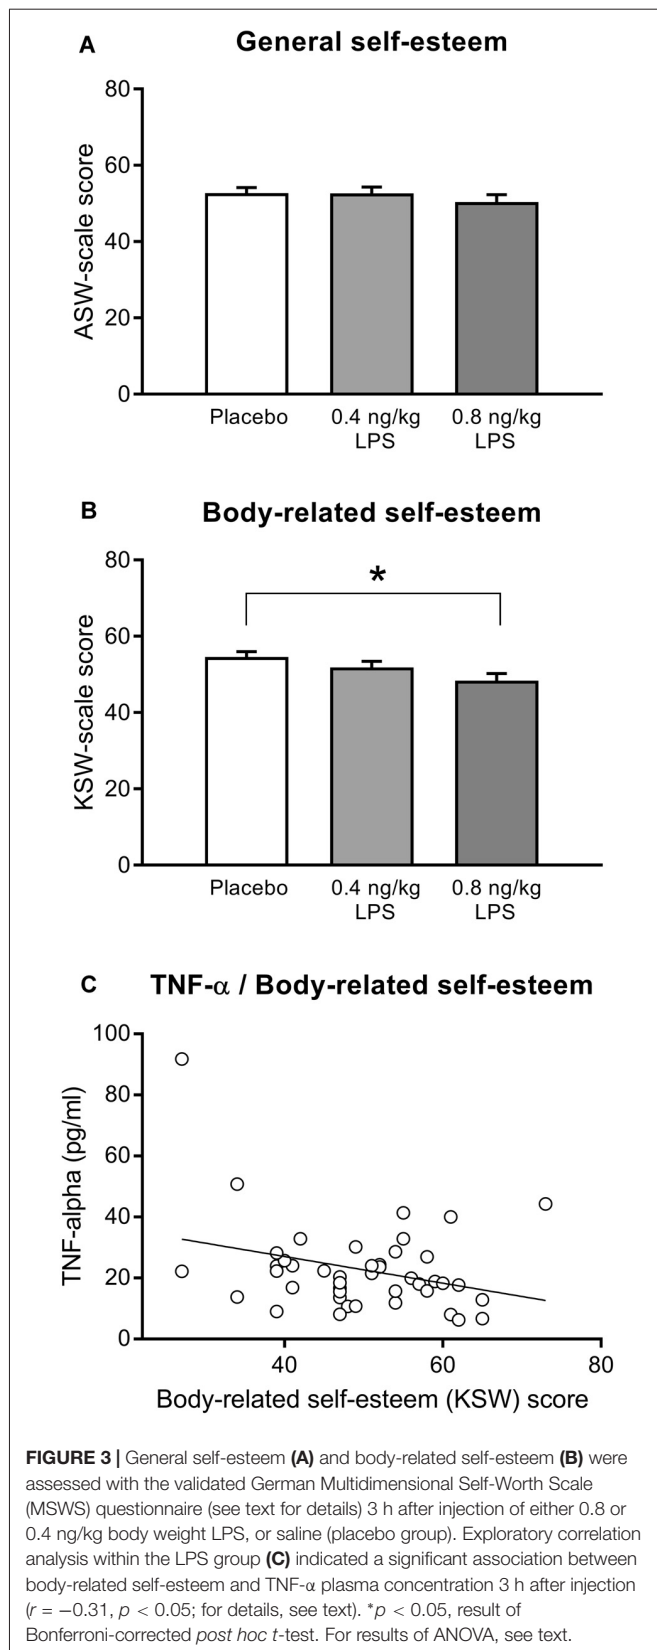 A General self-esteem
80
60
40
20
0
ASW-scale score
Placebo 0.4 ng/kg 0.8 ng/kg
LPS LPS
B Body-related self-esteem
80
*
60
40
20
0
KSW-scale score
Placebo 0.4 ng/kg 0.8 ng/kg
LPS LPS
C TNF-α / Body-related self-esteem
100
80
60
40
20
0
TNF-alpha (pg/ml)
40 60 80
Body-related self-esteem (KSW) score
FIGURE 3 | General self-esteem (A) and body-related self-esteem (B) were
assessed with the validated German Multidimensional Self-Worth Scale
(MSWS) questionnaire (see text for details) 3 h after injection of either 0.8 or
0.4 ng/kg body weight LPS, or saline (placebo group). Exploratory correlation
analysis within the LPS group (C) indicated a significant association between
body-related self-esteem and TNF-α plasma concentration 3 h after injection
(r = −0.31, p < 0.05; for details, see text). *p < 0.05, result of
Bonferroni-corrected post hoc t-test. For results of ANOVA, see text.